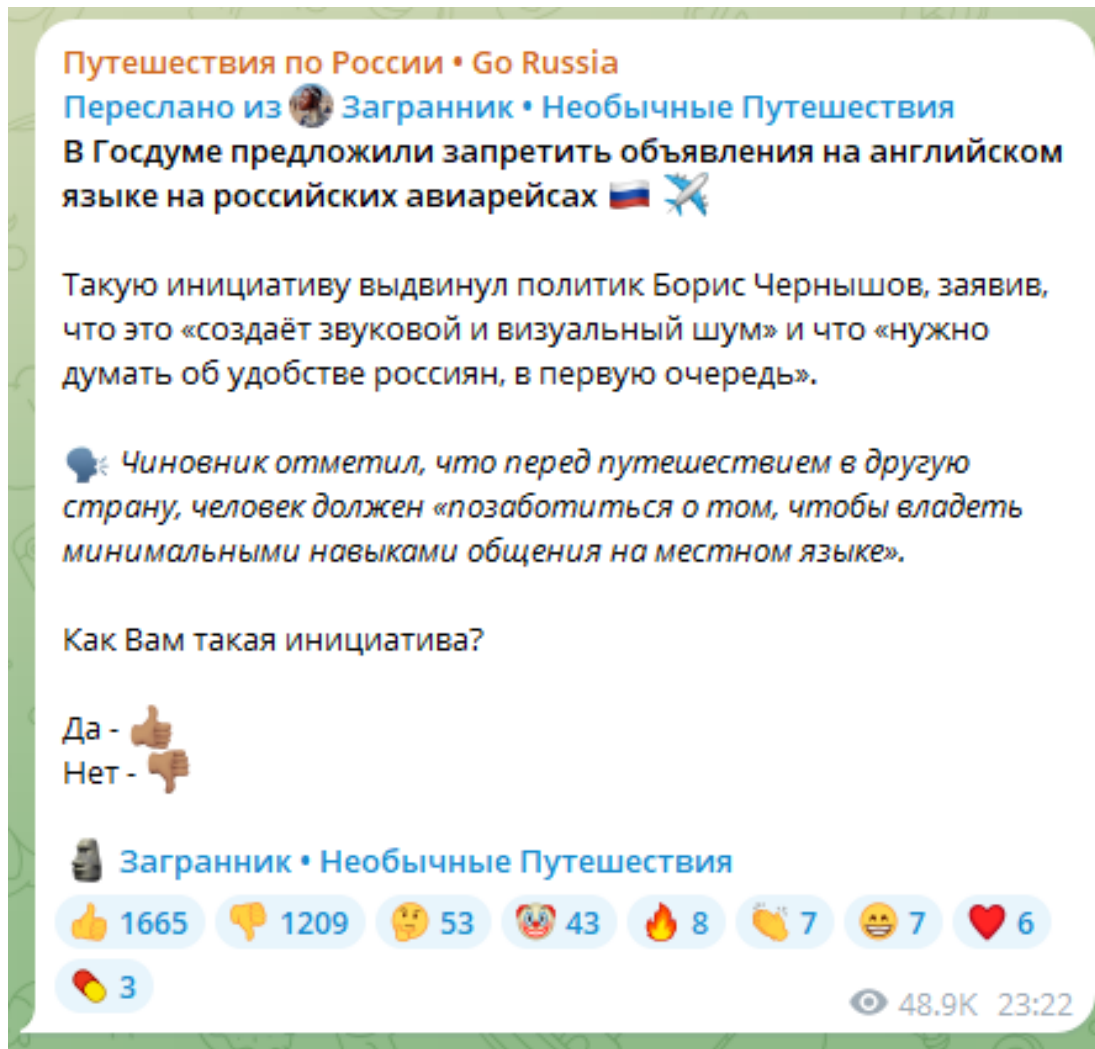 Путешествия по России • Go Russia
Переслано из Загранник • Необычные Путешествия
В Госдуме предложили запретить объявления на английском
языке на российских авиарейсах
Такую инициативу выдвинул политик Борис Чернышов, заявив,
что это «создаёт звуковой и визуальный шум» и что «нужно
думать об удобстве россиян, в первую очередь».
Чиновник отметил, что перед путешествием в другую
страну, человек должен «позаботиться о том, чтобы владеть
минимальными навыками общения на местном языке».
Как Вам такая инициатива?
Да - 👍🏽
Нет - 👎🏽
Загранник • Необычные Путешествия
1665 1209 53 43 8 7 7 6
3
48.9K 23:22